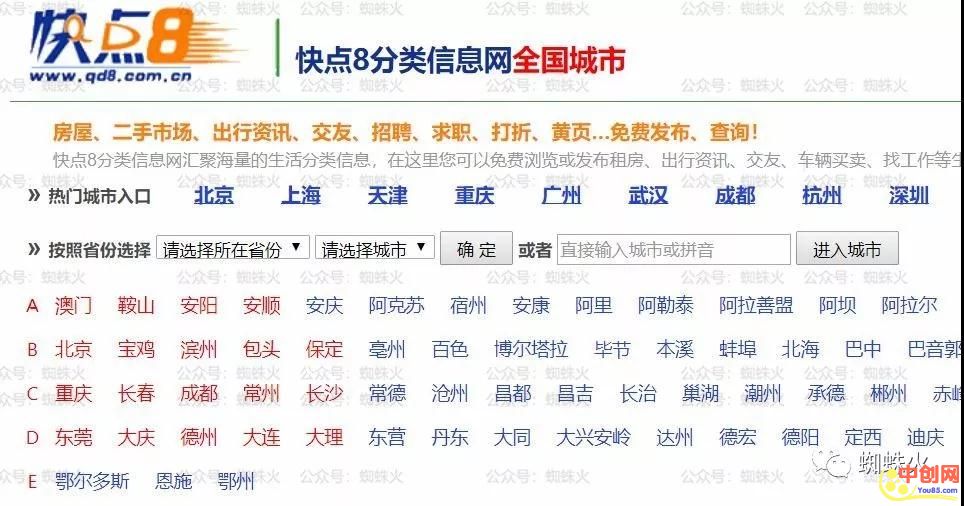 快点8 快点8分类信息网全国城市
www.qd8.com.cn
房屋、二手市场、出行资讯、交友、招聘、求职、打折、黄页...免费发布、查询!
快点8分类信息网汇聚海量的生活分类信息，在这里您可以免费浏览或发布租房、出行资讯、交友、车辆买卖、找工作等生
» 热门城市入口 北京 上海 天津 重庆 广州 武汉 成都 杭州 深圳
» 按照省份选择 请选择所在省份 请选择城市 确 定 或者 直接输入城市或拼音 进入城市
A 澳门 鞍山 安阳 安顺 安庆 阿克苏 宿州 安康 阿里 阿勒泰 阿拉善盟 阿坝 阿拉尔
B 北京 宝鸡 滨州 包头 保定 亳州 百色 博尔塔拉 毕节 本溪 蚌埠 北海 巴中 巴音郭
C 重庆 长春 成都 常州 长沙 常德 沧州 昌都 昌吉 长治 巢湖 潮州 承德 郴州 赤峰
D 东莞 大庆 德州 大连 大理 东营 丹东 大同 大兴安岭 达州 德宏 德阳 定西 迪庆
E 鄂尔多斯 恩施 鄂州
公众号：蜘蛛火
蜘蛛火
中创网
You85.com